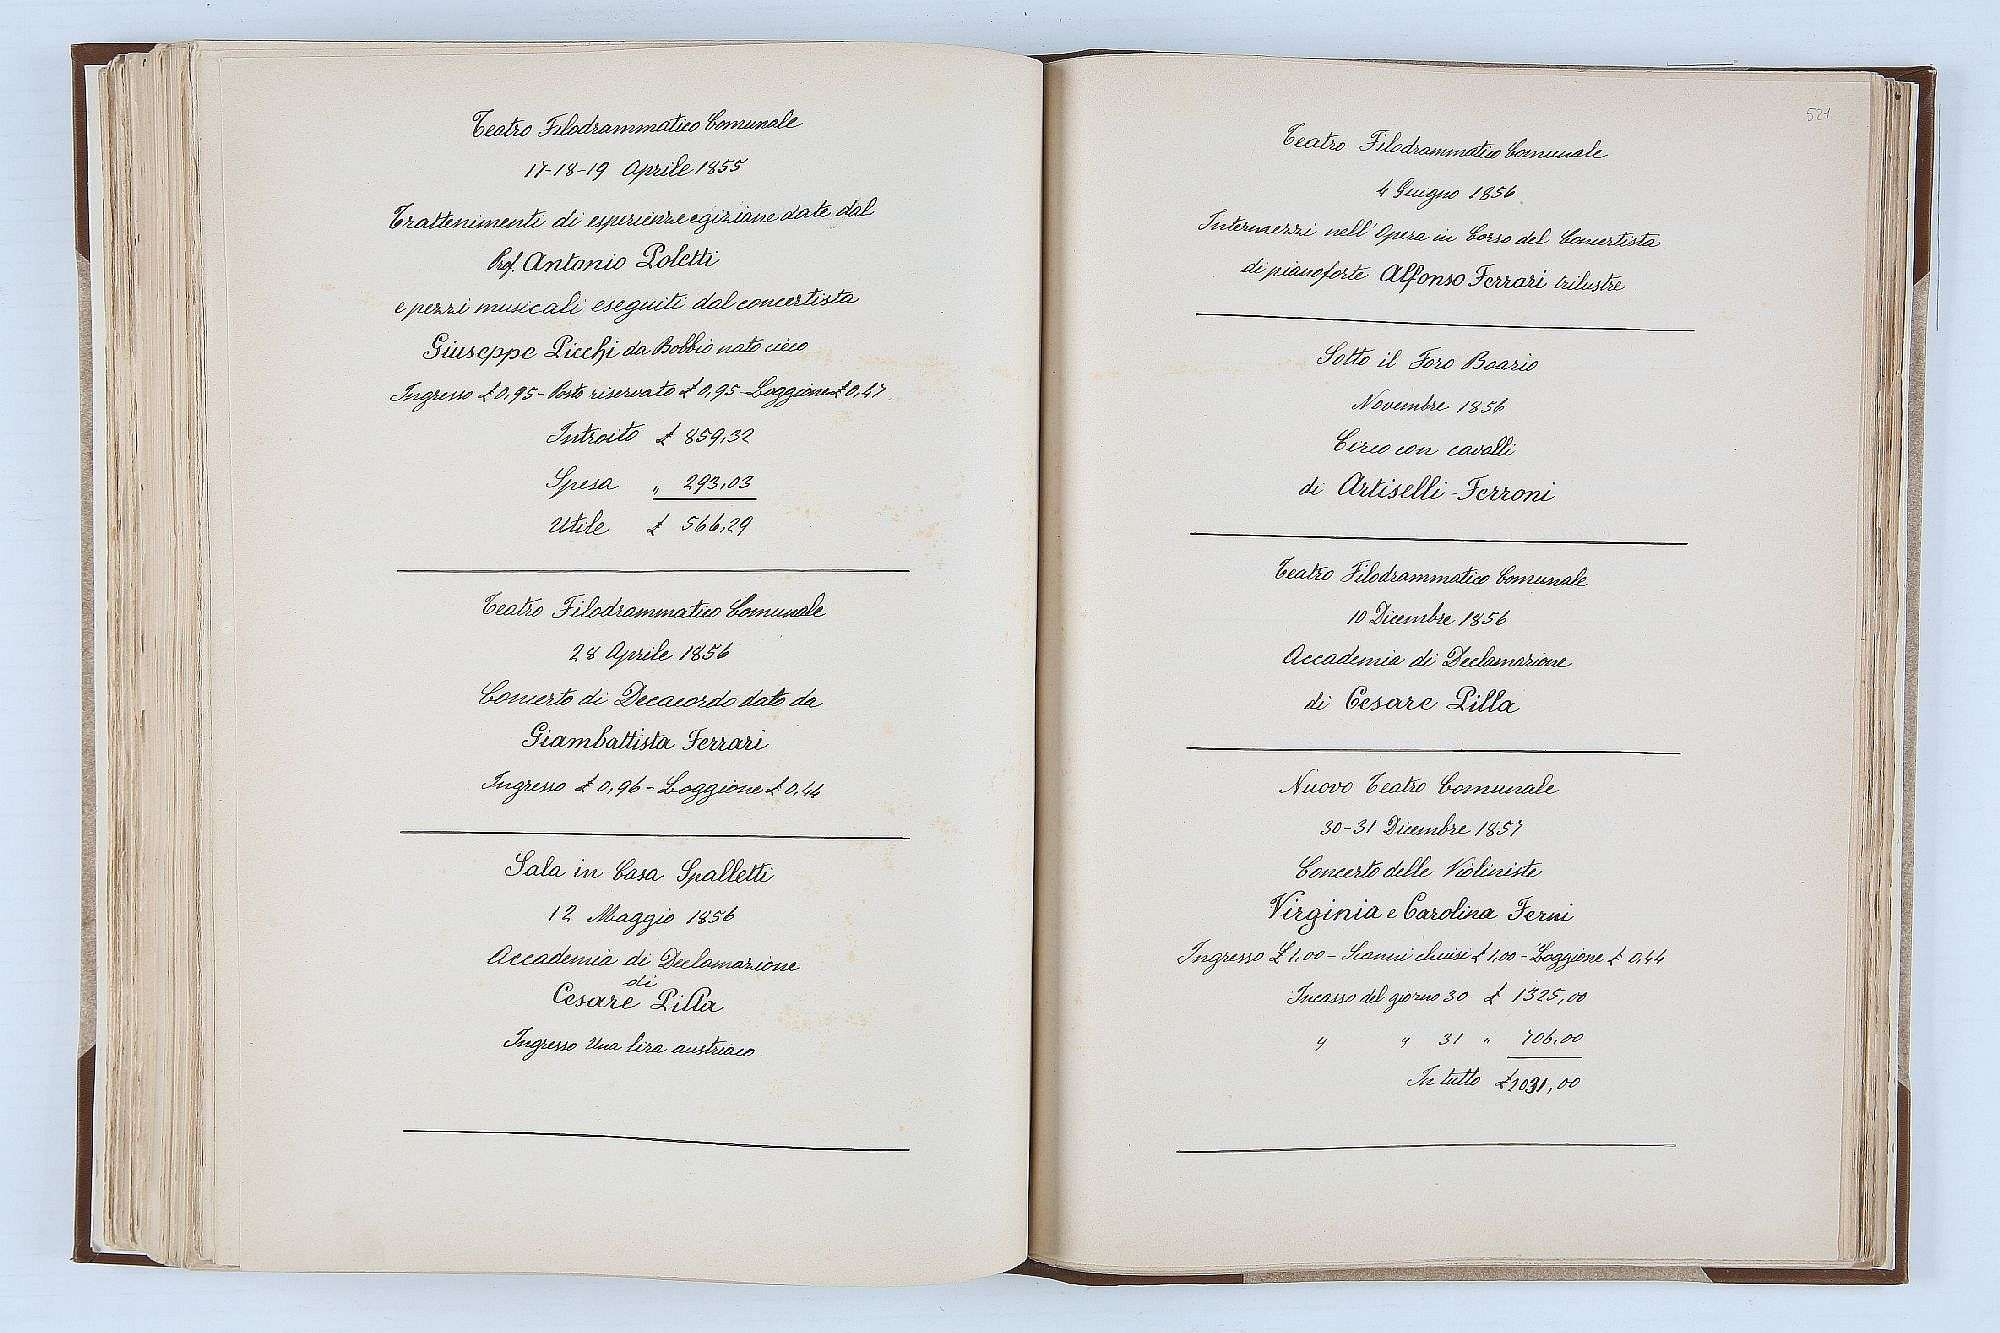 Teatro Filodrammatico Comunale
17-18-19 Aprile 1855
Trattenimenti di esperienze egiziane date dal
Prof. Antonio Poletti
e pezzi musicali eseguiti dal concertista
Giuseppe Picchi da Bobbio nato cieco
Ingresso £ 0,95 - Posto riservato £ 0,95 - Loggione £ 0,47
Introito £ 859,32
Spesa " 293,03
Utile £ 566,29
Teatro Filodrammatico Comunale
28 Aprile 1856
Concerto di Decacordo dato da
Giambattista Ferrari
Ingresso £ 0,96 - Loggione £ 0,44
Sala in Casa Spalletti
12 Maggio 1856
Accademia di Declamazione
di
Cesare Pilla
Ingresso Una lira austriaca
521
Teatro Filodrammatico Comunale
4 Giugno 1856
Intermezzi nell'Opera in Corso del Concertista
di pianoforte Alfonso Ferrari trilustre
Sotto il Foro Boario
Novembre 1856
Circo con cavalli
di Artiselli - Ferroni
Teatro Filodrammatico Comunale
10 Dicembre 1856
Accademia di Declamazione
di Cesare Pilla
Nuovo Teatro Comunale
30-31 Dicembre 1857
Concerto delle Violiniste
Virginia e Carolina Ferni
Ingresso £ 1.00 - Scanni chiusi £ 1,00 - Loggione £ 0,44
Incasso del giorno 30 £ 1325,00
" " 31 " 706,00
In tutto £ 2031,00